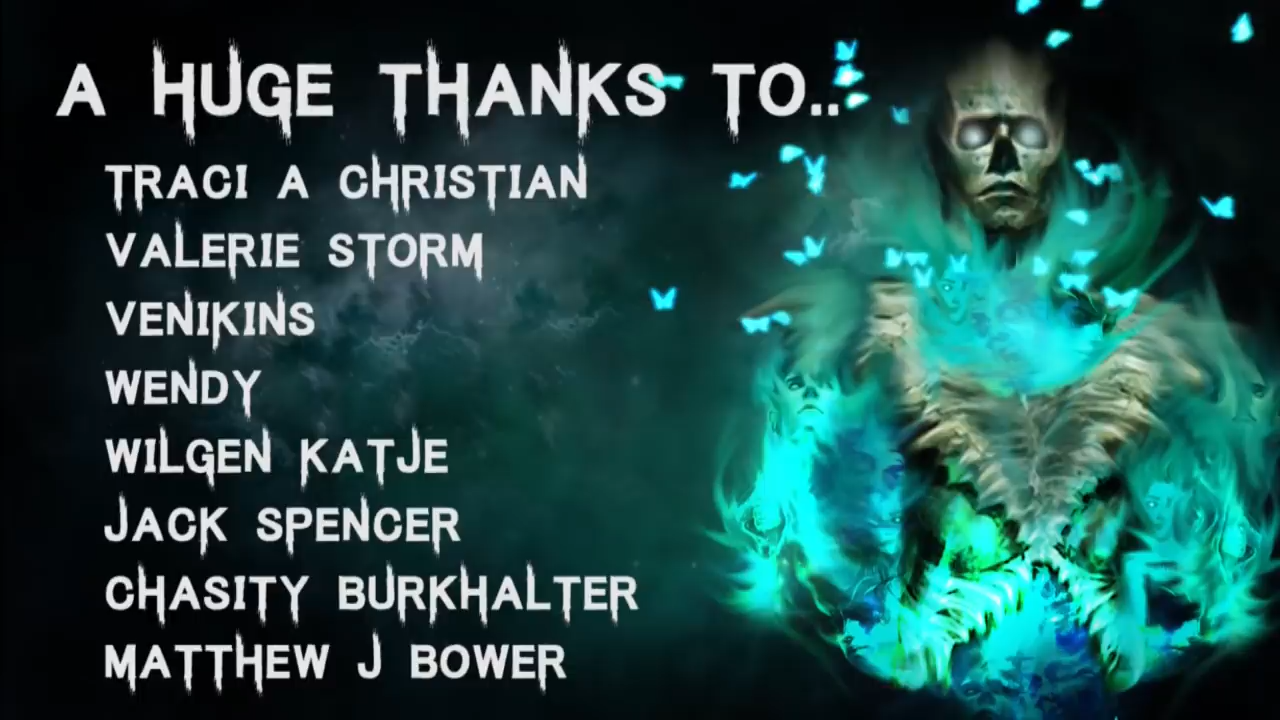 A HUGE THANKS TO..
TRACI A CHRISTIAN
VALERIE STORM
VENIKINS
WENDY
WILGEN KATJE
JACK SPENCER
CHASITY BURKHALTER
MATTHEW J BOWER